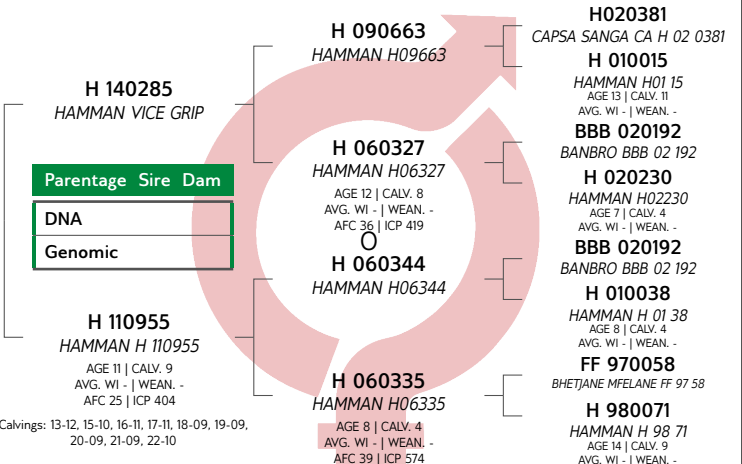 H 140285
HAMMAN VICE GRIP
Parentage Sire Dam
DNA
Genomic
H 110955
HAMMAN H 110955
AGE 11 | CALV. 9
AVG. WI - | WEAN. -
AFC 25 | ICP 404
Calvings: 13-12, 15-10, 16-11, 17-11, 18-09, 19-09,
20-09, 21-09, 22-10
H 090663
HAMMAN H09663
H 060327
HAMMAN H06327
AGE 12 | CALV. 8
AVG. WI - | WEAN. -
AFC 36 | ICP 419
O
H 060344
HAMMAN H06344
H 060335
HAMMAN H06335
AGE 8 | CALV. 4
AVG. WI - | WEAN. -
AFC 39 | ICP 574
H020381
CAPSA SANGA CA H 02 0381
H 010015
HAMMAN H01 15
AGE 13 | CALV. 11
AVG. WI - | WEAN. -
BBB 020192
BANBRO BBB 02 192
H 020230
HAMMAN H02230
AGE 7 | CALV. 4
AVG. WI - | WEAN. -
BBB 020192
BANBRO BBB 02 192
H 010038
HAMMAN H 01 38
AGE 8 | CALV. 4
AVG. WI - | WEAN. -
FF 970058
BHETJANE MFELANE FF 97 58
H 980071
HAMMAN H 98 71
AGE 14 | CALV. 9
AVG. WI - | WEAN. -